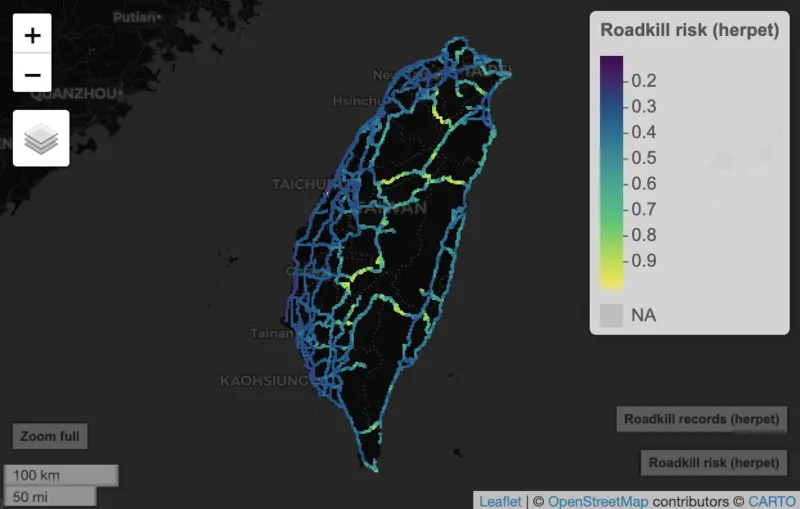 Putian
+
−
QUANZHOU
New
TAIPEI
Hsinchu
TAICHUNG
TAIWAN
Tainan
KAOHSIUNG
Roadkill risk (herpet)
0.2
0.3
0.4
0.5
0.6
0.7
0.8
0.9
NA
Zoom full
Roadkill records (herpet)
Roadkill risk (herpet)
100 km
50 mi
Leaflet | © OpenStreetMap contributors © CARTO